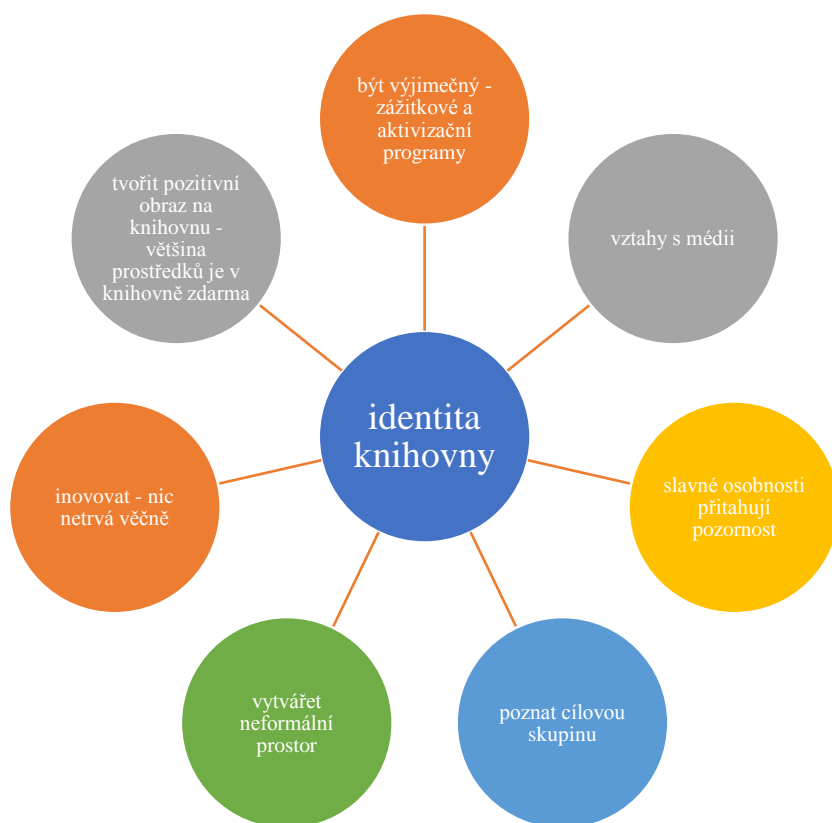 být výjimečný -
zážitkové a
aktivizační
programy
vztahy s médii
slavné osobnosti
přitahují
pozornost
poznat cílovou
skupinu
vytvářet
neformální
prostor
inovovat - nic
netrvá věčně
tvořit pozitivní
obraz na
knihovnu -
většina
prostředků je v
knihovně zdarma
identita
knihovny